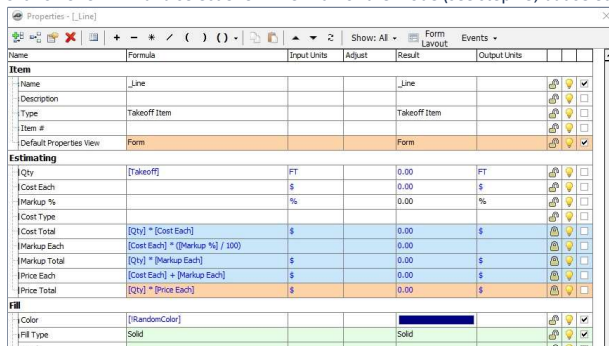 Properties - [_Line]
+ - * / ( ) ( ) Show: All Form Layout Events
Name Formula Input Units Adjust Result Output Units
Item
Name _Line _Line
Description
Type Takeoff Item Takeoff Item
Item #
Default Properties View Form Form
Estimating
Qty [Takeoff] FT 0.00 FT
Cost Each $ 0.00 $
Markup % % 0.00 %
Cost Type
Cost Total [Qty] * [Cost Each] $ 0.00 $
Markup Each [Cost Each] * ([Markup %] / 100) 0.00
Markup Total [Qty] * [Markup Each] $ 0.00 $
Price Each [Cost Each] + [Markup Each] $ 0.00 $
Price Total [Qty] * [Price Each] $ 0.00 $
Fill
Color [!RandomColor]
Fill Type Solid Solid